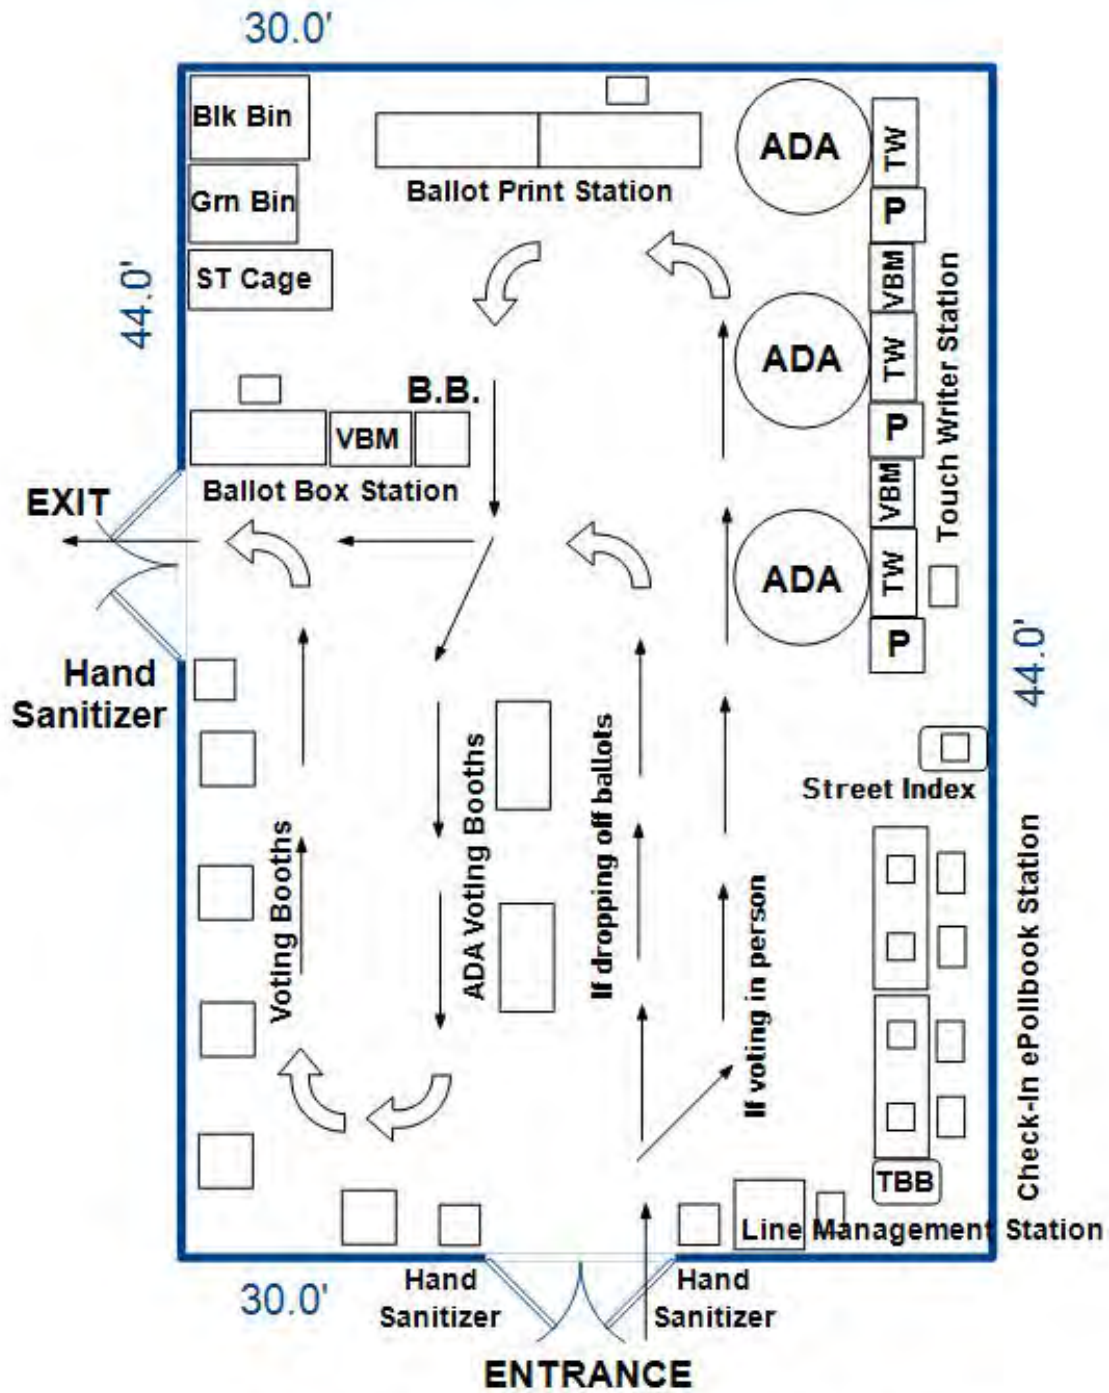 30.0'
Blk Bin
Grn Bin
ST Cage
44.0'
Ballot Print Station
ADA
TW
P
VBM
ADA
TW
P
VBM
ADA
TW
P
Touch Writer Station
B.B.
VBM
Ballot Box Station
EXIT
Hand
Sanitizer
44.0'
Street Index
Voting Booths
ADA Voting Booths
If dropping off ballots
If voting in person
Check-In ePollbook Station
TBB
Line Management Station
30.0'
Hand
Sanitizer
Hand
Sanitizer
ENTRANCE